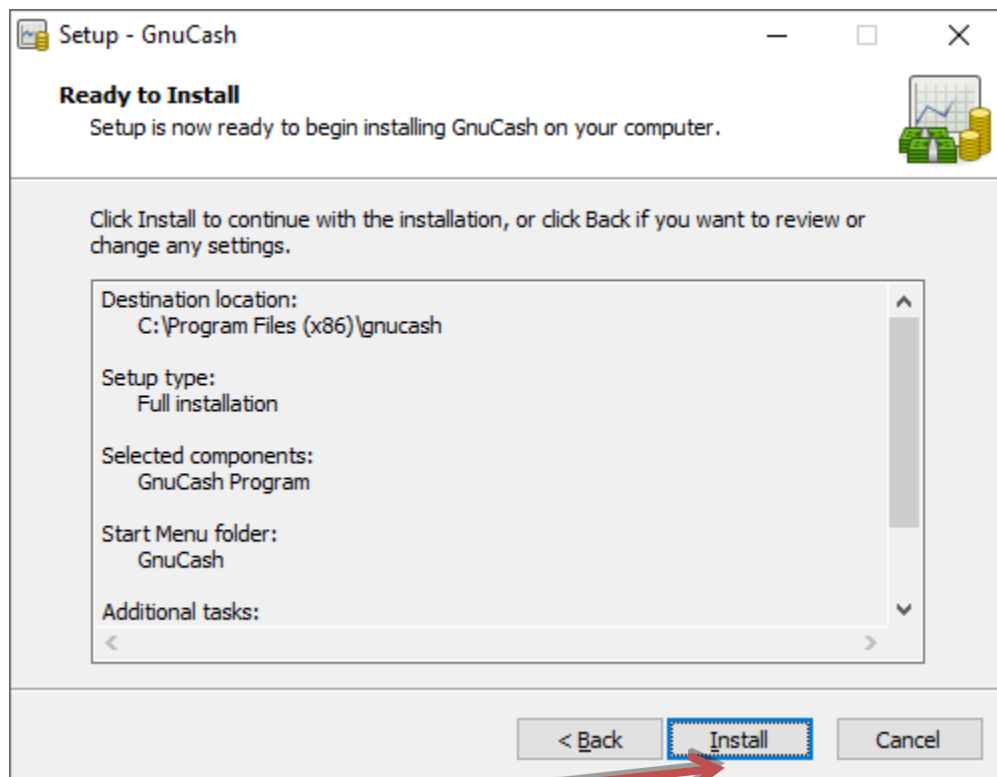 Setup - GnuCash
Ready to Install
Setup is now ready to begin installing GnuCash on your computer.
Click Install to continue with the installation, or click Back if you want to review or
change any settings.
Destination location:
C:\Program Files (x86)\gnucash
Setup type:
Full installation
Selected components:
GnuCash Program
Start Menu folder:
GnuCash
Additional tasks:
< Back Install Cancel